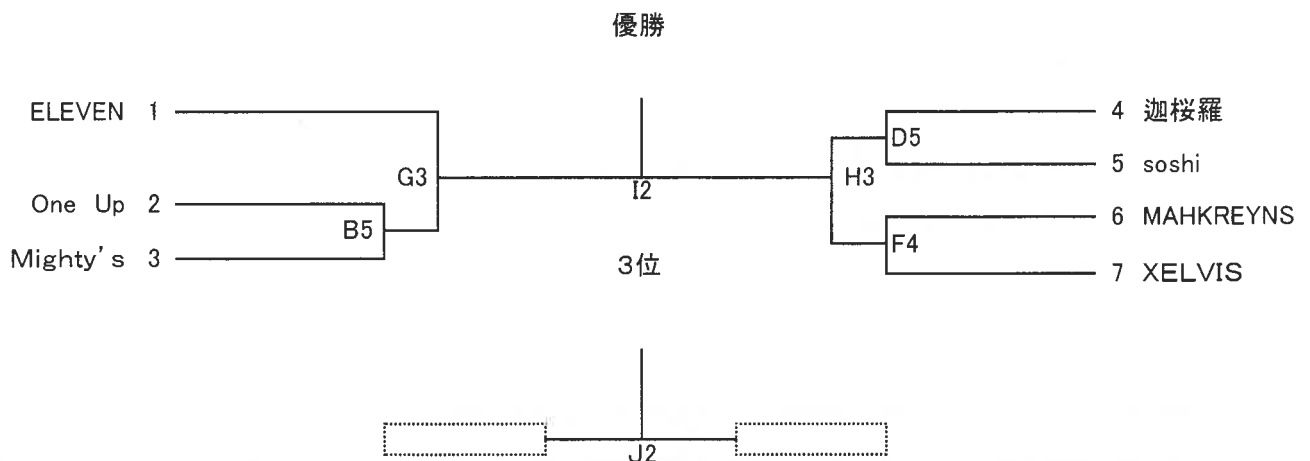 優勝
ELEVEN 1
One Up 2
Mighty's 3
B5
G3
I2
H3
D5
F4
4 迦桜羅
5 soshi
6 MAHKREYNS
7 XELVIS
3位
J2